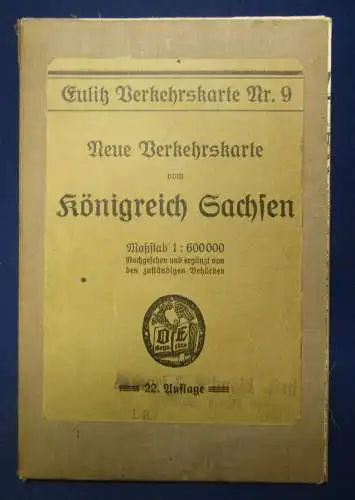 Eulitz Verkehrskarte Nr. 9
Neue Verkehrskarte
vom
Königreich Sachsen
Maßstab 1 : 600000
Nachgesehen und ergänzt von
den zuständigen Behörden
O E
22. Auflage